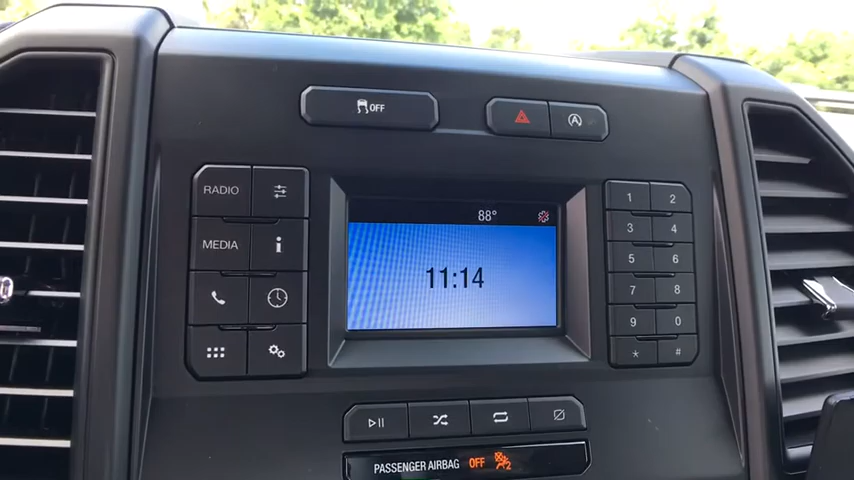 OFF
A
RADIO
MEDIA
i
88°
11:14
1 2
3 4
5 6
7 8
9 0
* #
PASSENGER AIRBAG OFF 2